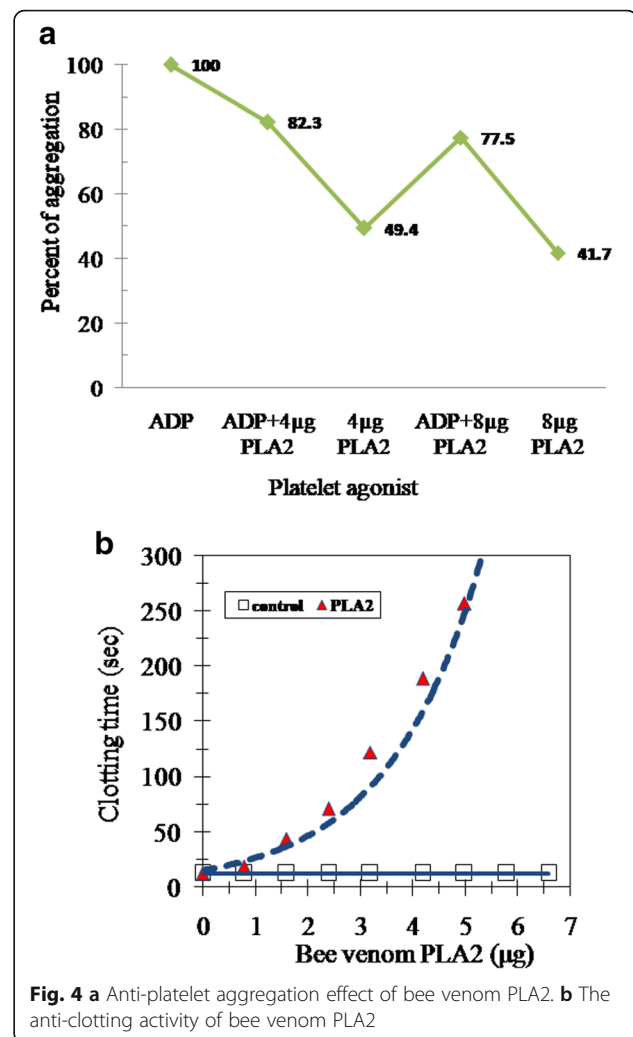 a
100
80
60
40
20
0
Percent of aggregation
100
82.3
49.4
77.5
41.7
ADP ADP+4µg 4µg ADP+8µg 8µg
PLA2 PLA2 PLA2 PLA2
Platelet agonist
b
300
250
200
150
100
50
0
Clotting time (sec)
control PLA2
0 1 2 3 4 5 6 7
Bee venom PLA2 (µg)
Fig. 4 a Anti-platelet aggregation effect of bee venom PLA2. b The
anti-clotting activity of bee venom PLA2